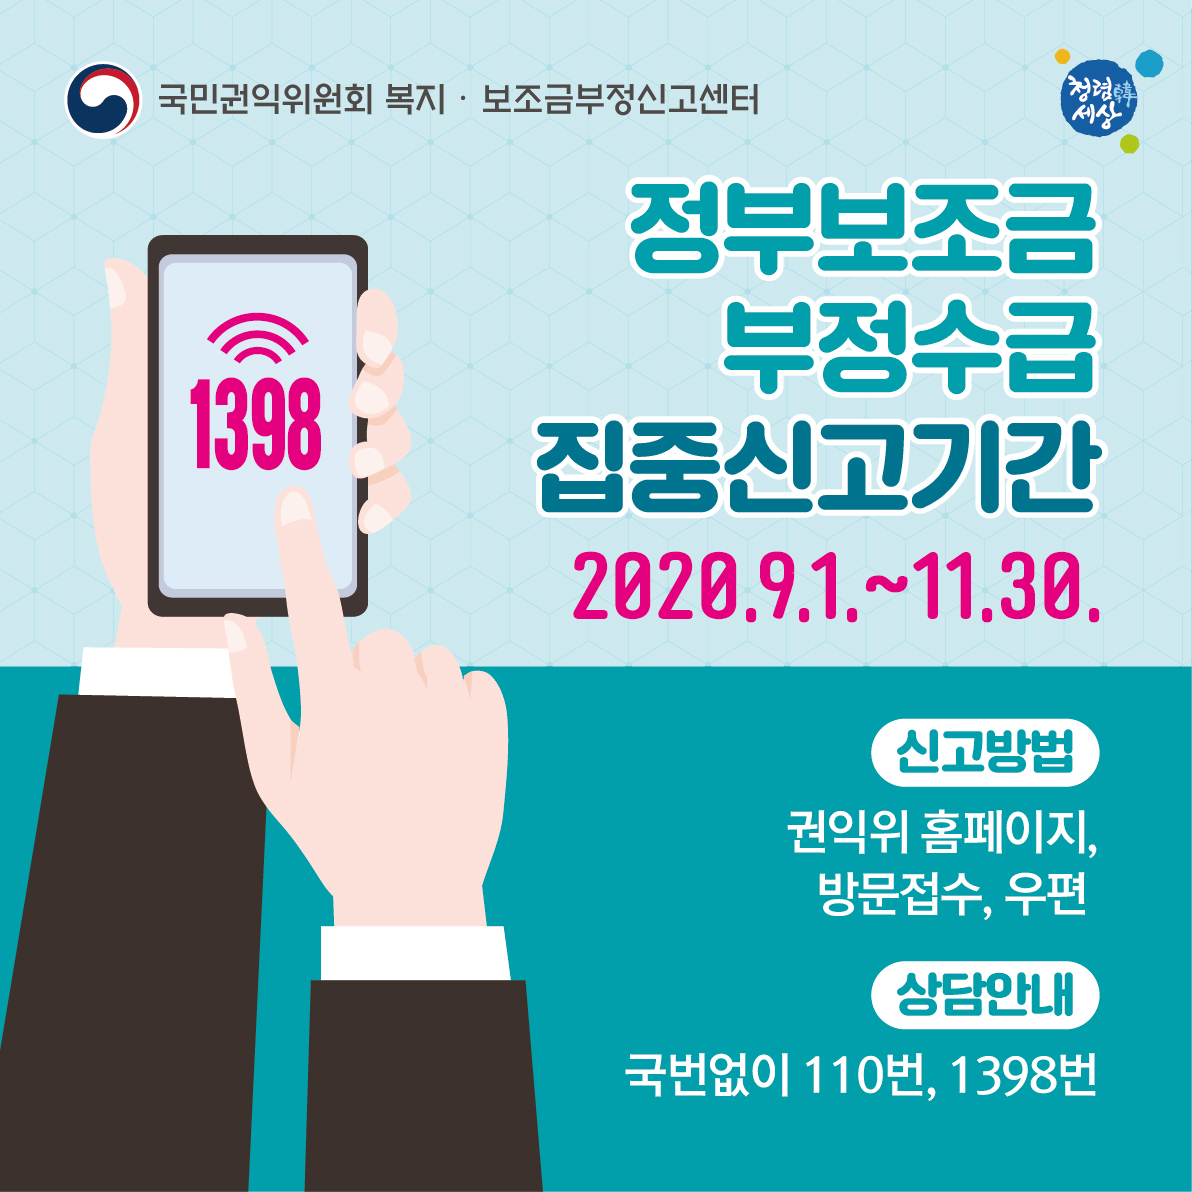 국민권익위원회 복지 · 보조금부정신고센터
청렴韓
세상
정부보조금
부정수급
집중신고기간
2020.9.1.~11.30.
1398
신고방법
권익위 홈페이지,
방문접수, 우편
상담안내
국번없이 110번, 1398번